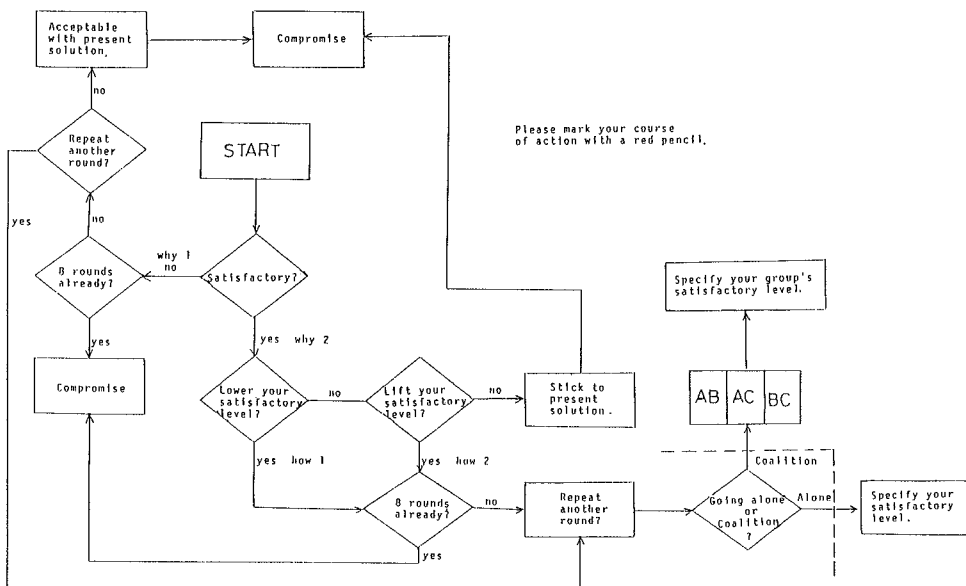 Acceptable
with present
solution.
Compromise
no
Repeat
another
round?
START
Please mark your course
of action with a red pencil.
yes
no
8 rounds
already?
why 1
no
Satisfactory?
Specify your group's
satisfactory level.
yes
yes why 2
Compromise
Lower your
satisfactory
level?
no
Lift your
satisfactory
level?
no
Stick to
present
solution.
AB AC BC
yes how 1
yes how 2
Coalition
8 rounds
already?
no
Repeat
another
round?
Going alone
or
Coalition
?
Alone
Specify your
satisfactory
level.
yes